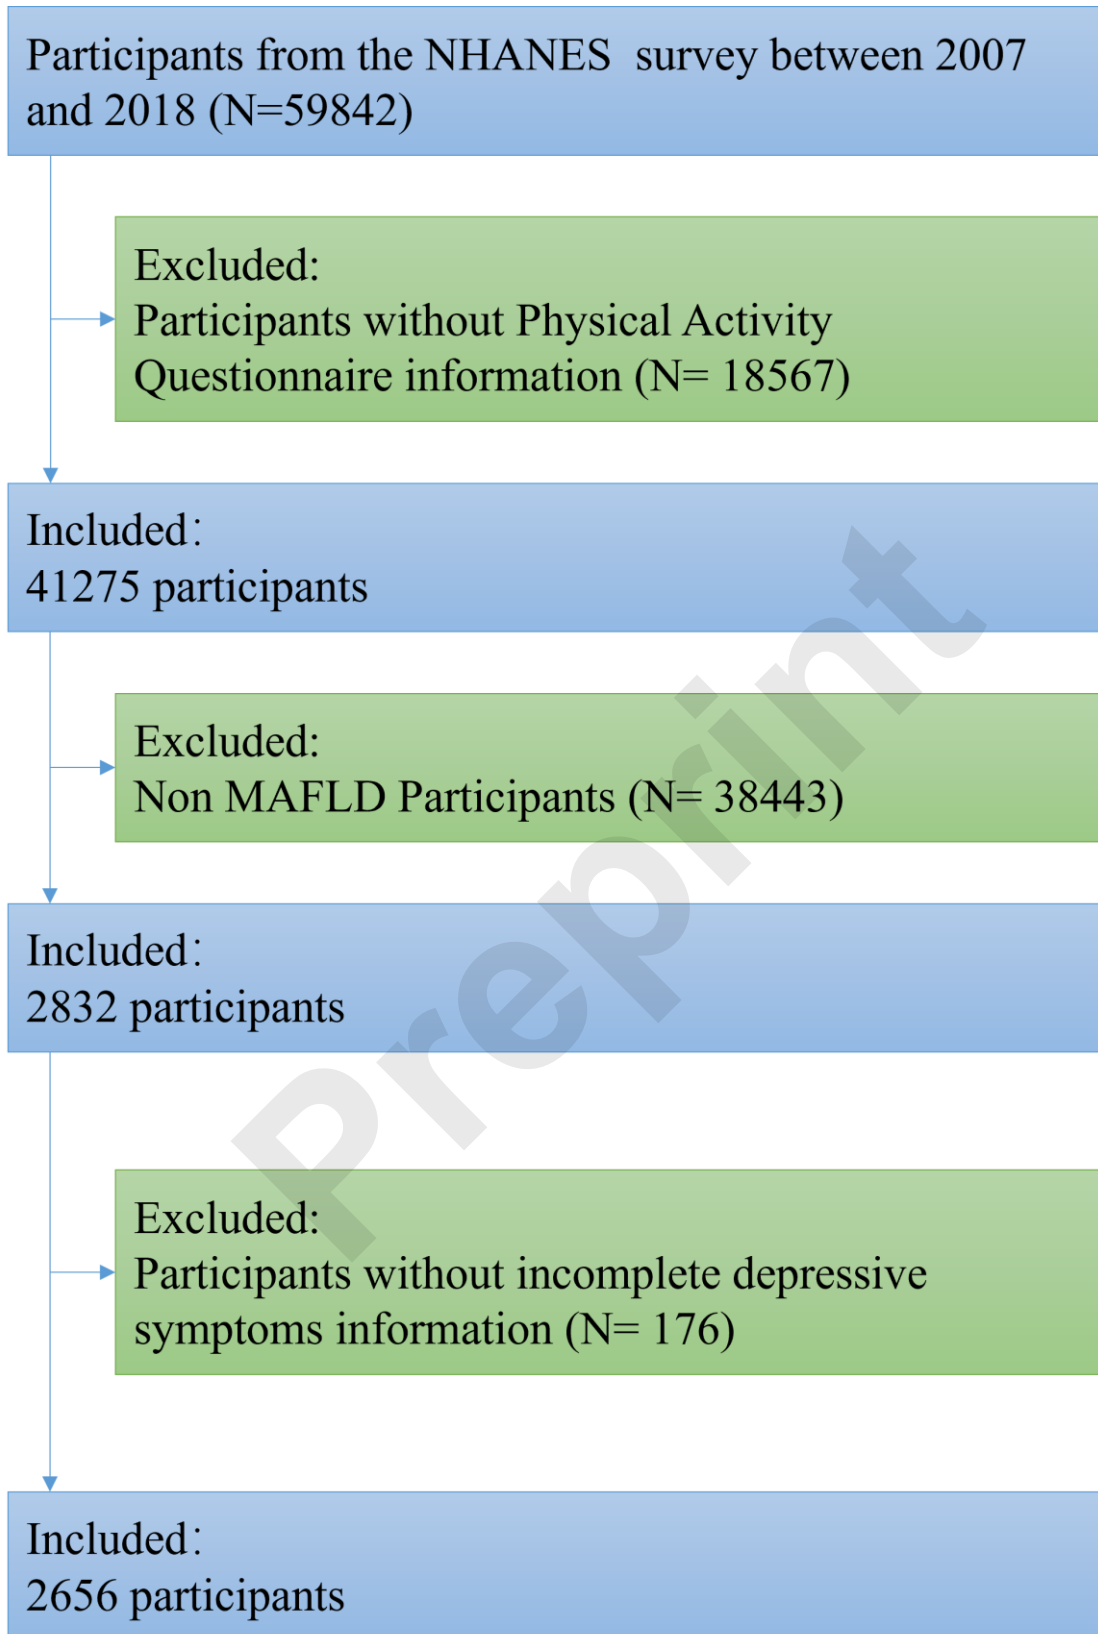 Participants from the NHANES  survey between 2007
and 2018 (N=59842)
Excluded:
Participants without Physical Activity
Questionnaire information (N= 18567)
Included：
41275 participants
Excluded:
Non MAFLD Participants (N= 38443)
Included：
2832 participants
Excluded:
Participants without incomplete depressive
symptoms information (N= 176)
Included：
2656 participants
Preprint